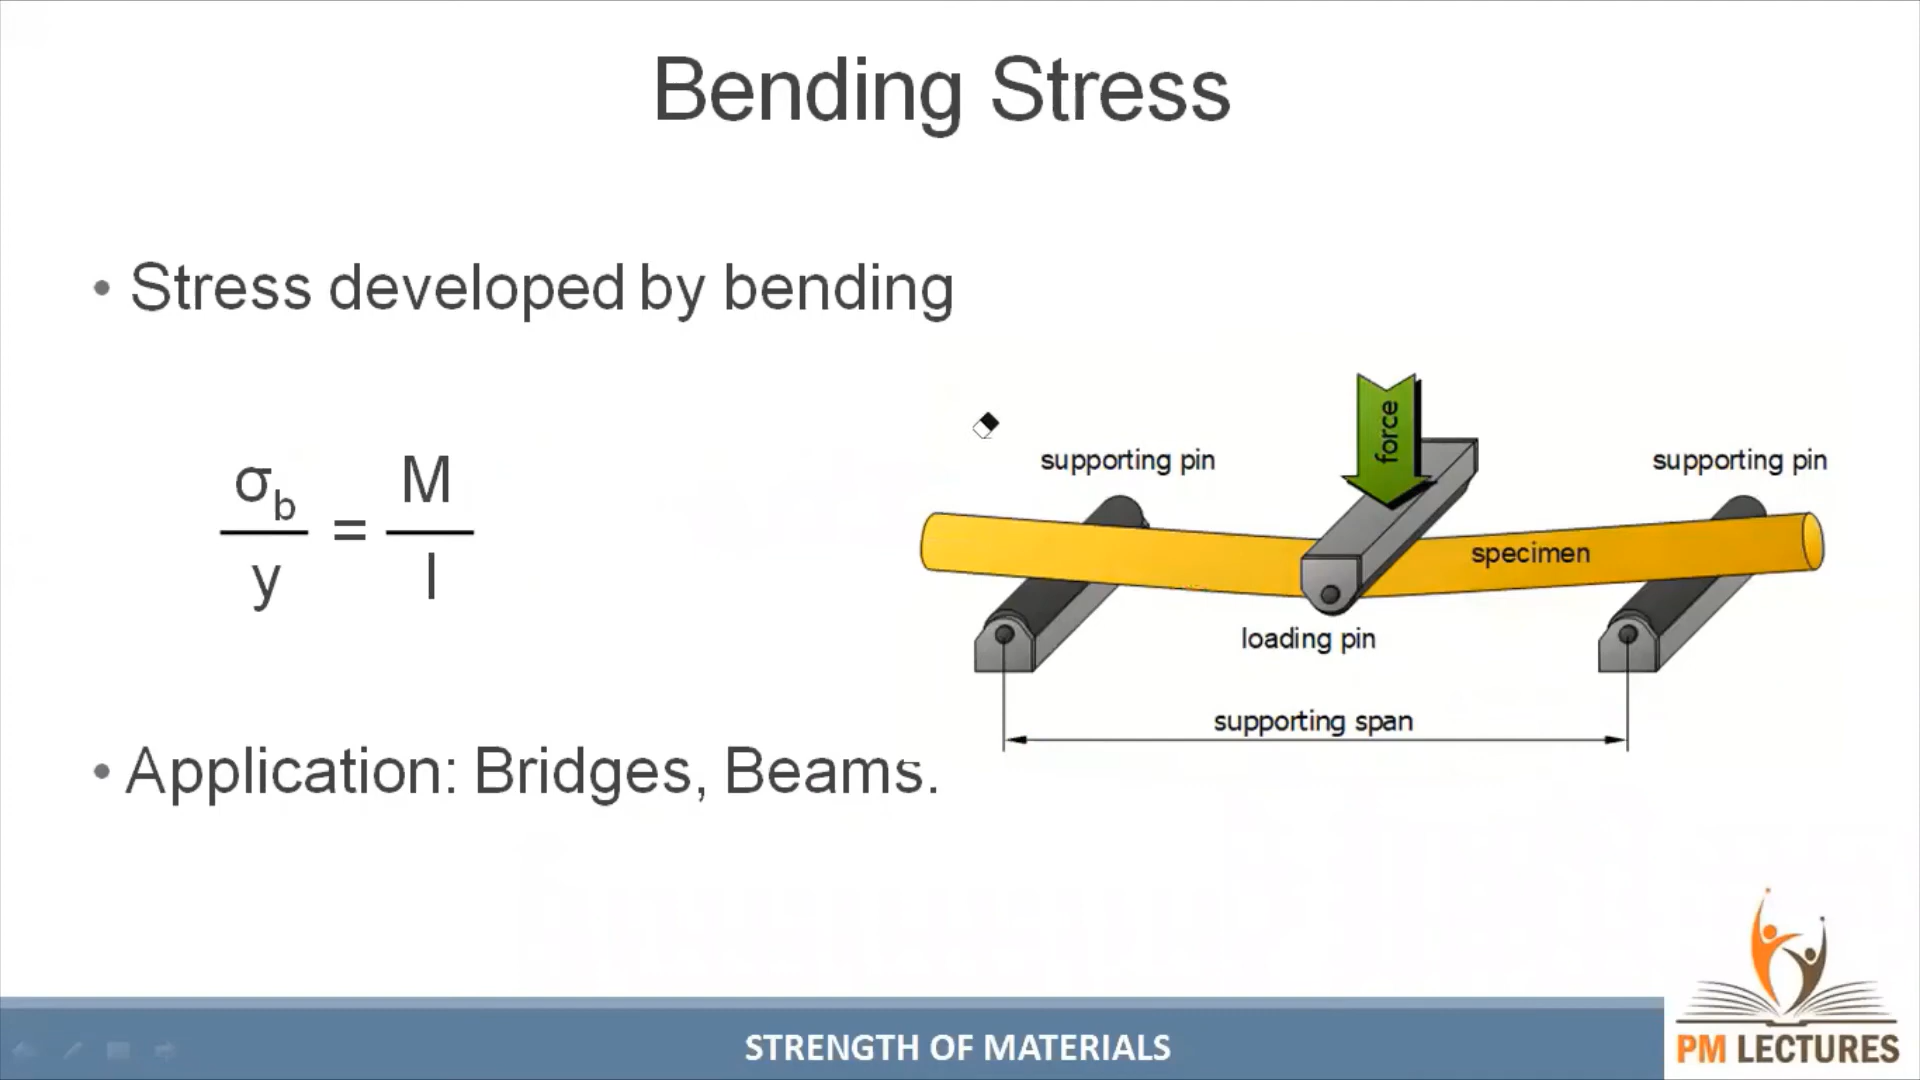 Bending Stress
• Stress developed by bending
σb/y = M/I
force
supporting pin
supporting pin
specimen
loading pin
supporting span
• Application: Bridges, Beams.
STRENGTH OF MATERIALS
PM LECTURES